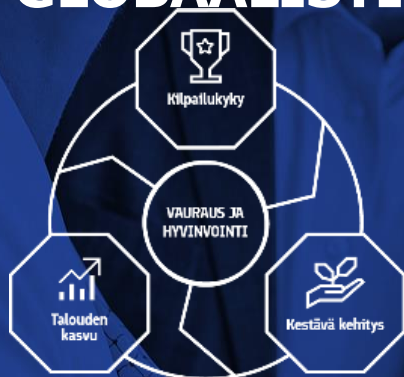 Kilpailukyky
VAURAUS JA
HYVINVOINTI
Talouden
kasvu
Kestävä kehitys